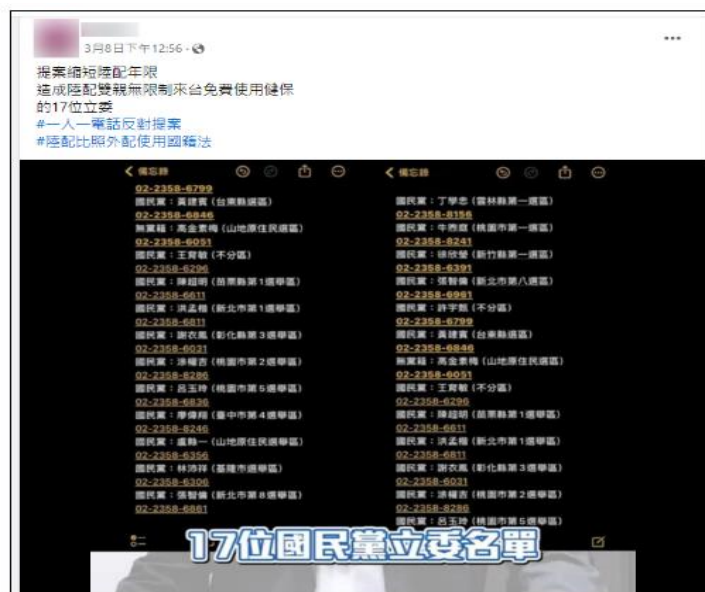 3月8日下午12:56
提案縮短陸配年限
造成陸配雙親無限制來台免費使用健保
的17位立委
#一人一電話反對提案
#陸配比照外配使用國籍法
備忘錄
02-2358-6799
國民黨：黃建賓 (台東縣選區)
02-2358-6846
無黨籍：高金素梅 (山地原住民選區)
02-2358-6051
國民黨：王育敏 (不分區)
02-2358-6296
國民黨：陳超明 (苗栗縣第1選舉區)
02-2358-6611
國民黨：洪孟楷 (新北市第1選舉區)
02-2358-6811
國民黨：謝衣鳳 (彰化縣第3選舉區)
02-2358-6031
國民黨：涂權吉 (桃園市第2選舉區)
02-2358-8286
國民黨：呂玉玲 (桃園市第5選舉區)
02-2358-6836
國民黨：廖偉翔 (臺中市第4選舉區)
02-2358-8246
國民黨：盧縣一 (山地原住民選舉區)
02-2358-6356
國民黨：林沛祥 (基隆市選舉區)
02-2358-6306
國民黨：張智倫 (新北市第8選舉區)
02-2358-6861
備忘錄
國民黨：丁學忠 (雲林縣第一選區)
02-2358-8156
國民黨：牛煦庭 (桃園市第一選區)
02-2358-8241
國民黨：徐欣瑩 (新竹縣第一選區)
02-2358-6391
國民黨：張智倫 (新北市第八選區)
02-2358-6981
國民黨：許宇甄 (不分區)
02-2358-6799
國民黨：黃建賓 (台東縣選區)
02-2358-6846
無黨籍：高金素梅 (山地原住民選區)
02-2358-6051
國民黨：王育敏 (不分區)
02-2358-6296
國民黨：陳超明 (苗栗縣第1選舉區)
02-2358-6611
國民黨：洪孟楷 (新北市第1選舉區)
02-2358-6811
國民黨：謝衣鳳 (彰化縣第3選舉區)
02-2358-6031
國民黨：涂權吉 (桃園市第2選舉區)
02-2358-8286
國民黨：呂玉玲 (桃園市第5選舉區)
17位國民黨立委名單